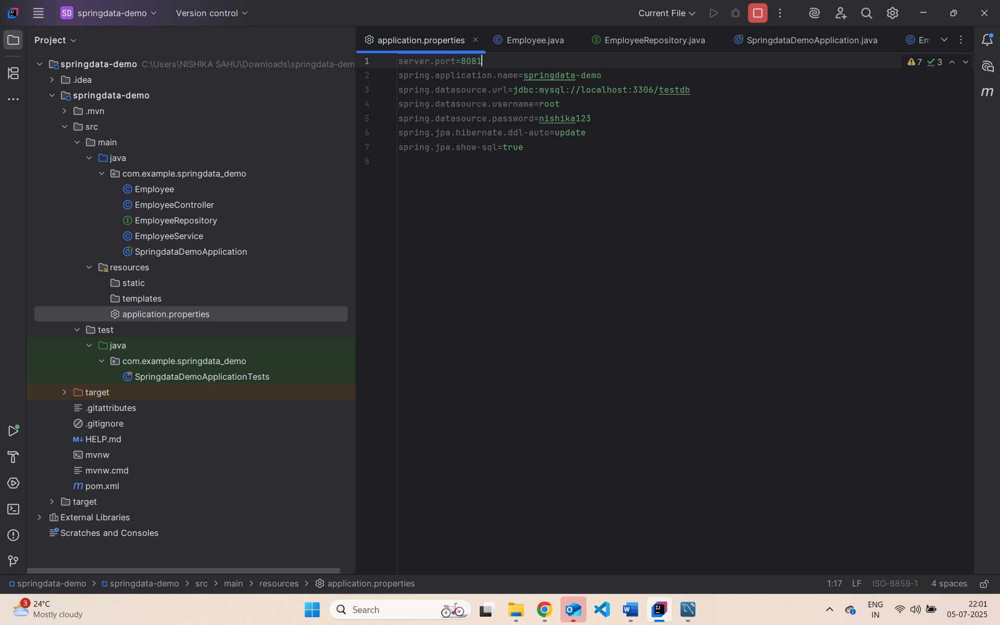 SD springdata-demo Version control Current File
Project
application.properties Employee.java EmployeeRepository.java SpringdataDemoApplication.java Em
springdata-demo C:\Users\NISHIKA SAHU\Downloads\springdata-dem
.idea
springdata-demo
.mvn
src
main
java
com.example.springdata_demo
Employee
EmployeeController
EmployeeRepository
EmployeeService
SpringdataDemoApplication
resources
static
templates
application.properties
test
java
com.example.springdata_demo
SpringdataDemoApplicationTests
target
.gitattributes
.gitignore
M↓ HELP.md
mvnw
mvnw.cmd
m pom.xml
target
External Libraries
Scratches and Consoles
1 server.port=8081
2 spring.application.name=springdata-demo
3 spring.datasource.url=jdbc:mysql://localhost:3306/testdb
4 spring.datasource.username=root
5 spring.datasource.password=nishika123
6 spring.jpa.hibernate.ddl-auto=update
7 spring.jpa.show-sql=true
8
7 3
m
springdata-demo > springdata-demo > src > main > resources > application.properties
1:17 LF ISO-8859-1 4 spaces
3 24°C
Mostly cloudy
Search
ENG
IN
22:01
05-07-2025